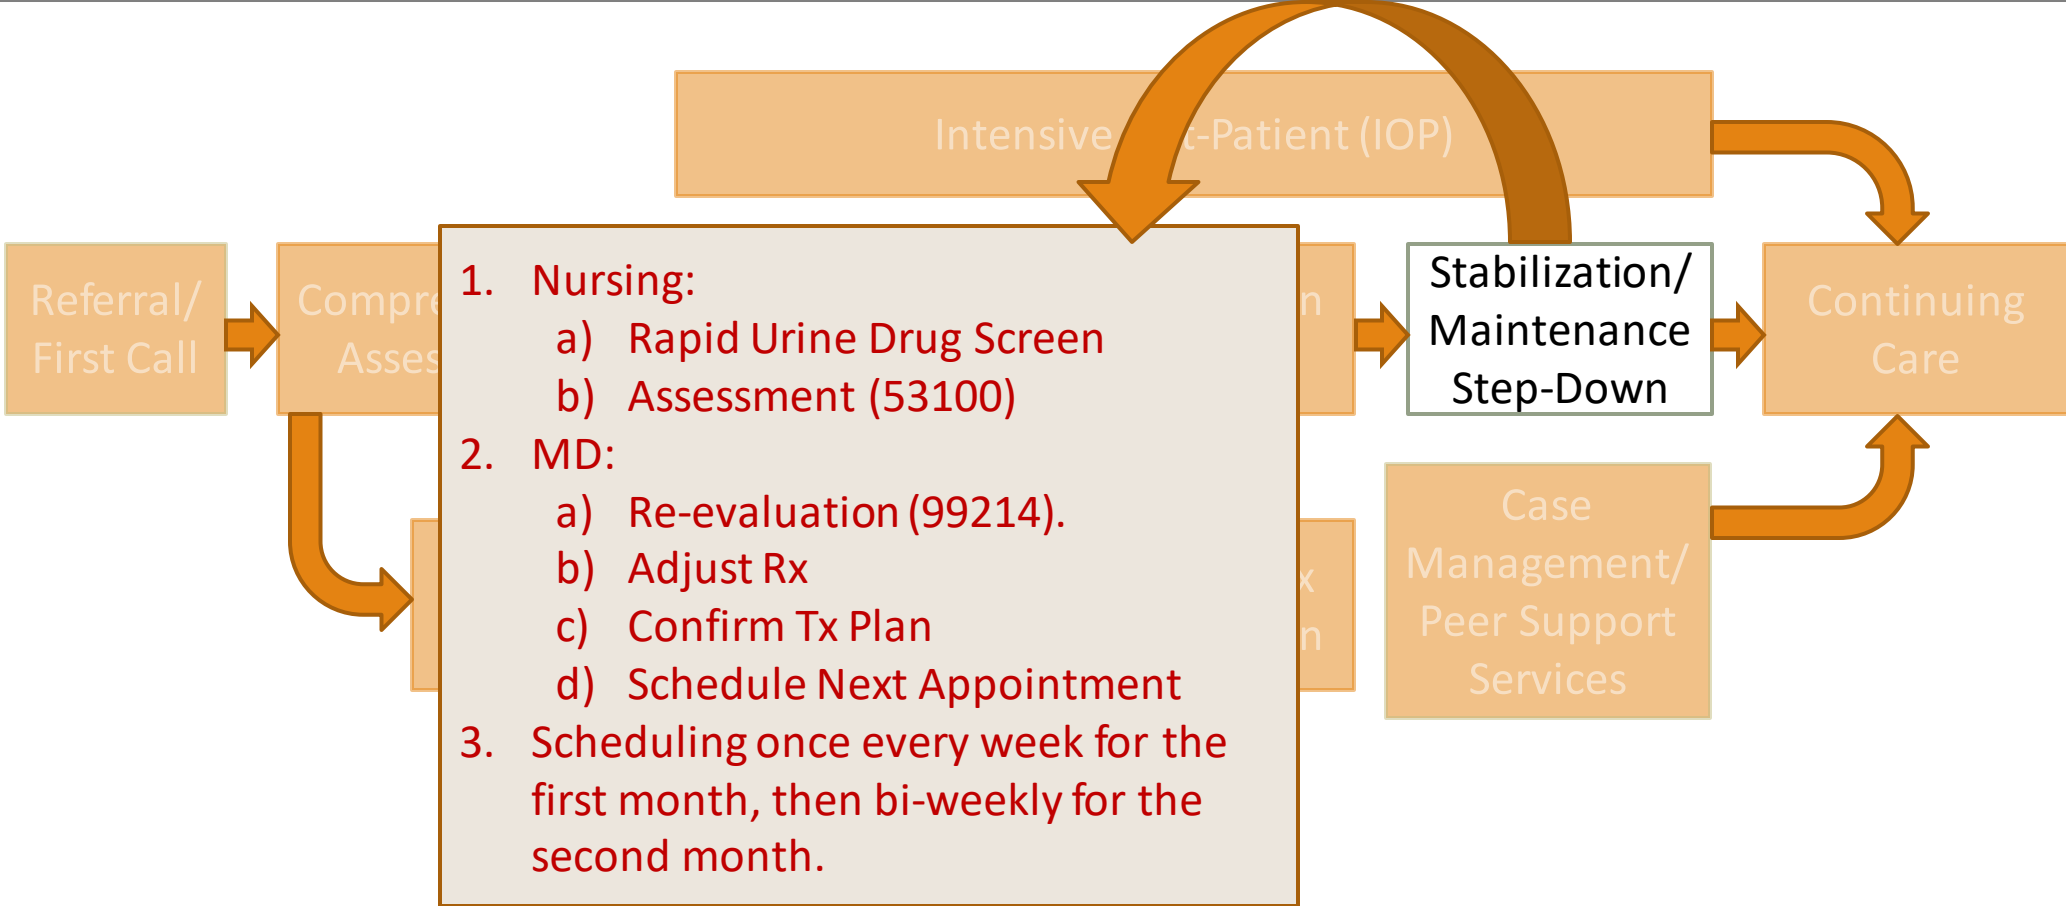 Intensive t-Patient (IOP)
Referral/
First Call
Compre
Asses
1. Nursing:
a) Rapid Urine Drug Screen
b) Assessment (53100)
2. MD:
a) Re-evaluation (99214).
b) Adjust Rx
c) Confirm Tx Plan
d) Schedule Next Appointment
3. Scheduling once every week for the
first month, then bi-weekly for the
second month.
n
x
n
Stabilization/
Maintenance
Step-Down
Continuing
Care
Case
Management/
Peer Support
Services